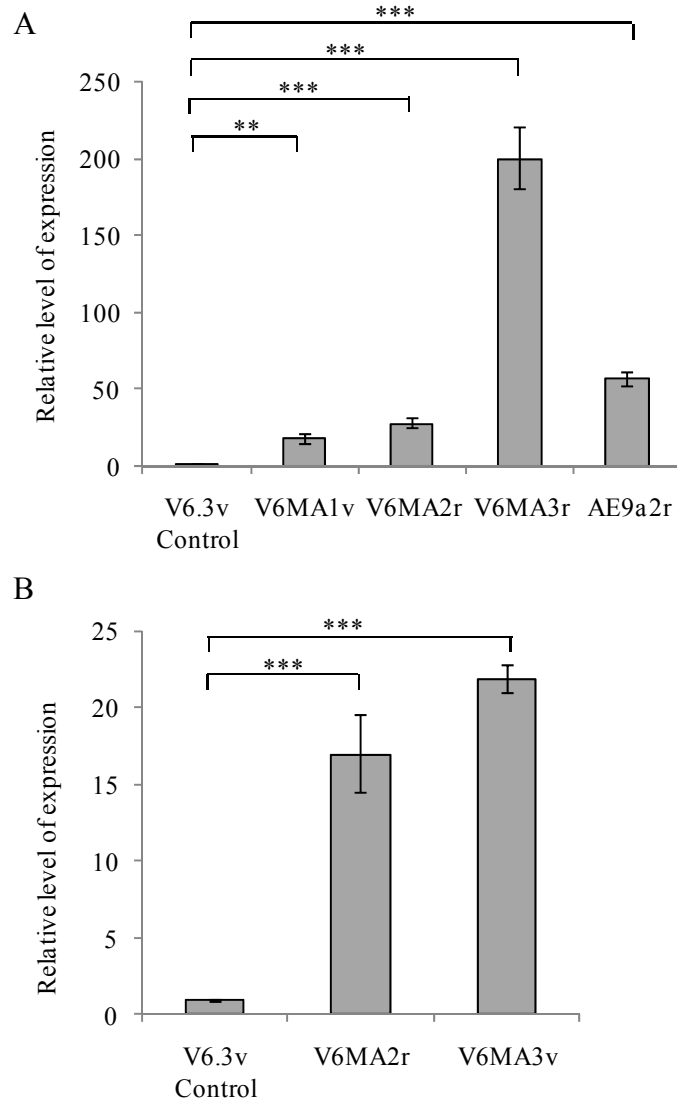 A
***
***
***
**
Relative level of expression
250
200
150
100
50
0
V6.3v Control
V6MA1v
V6MA2r
V6MA3r
AE9a2r
B
***
***
Relative level of expression
25
20
15
10
5
0
V6.3v Control
V6MA2r
V6MA3v